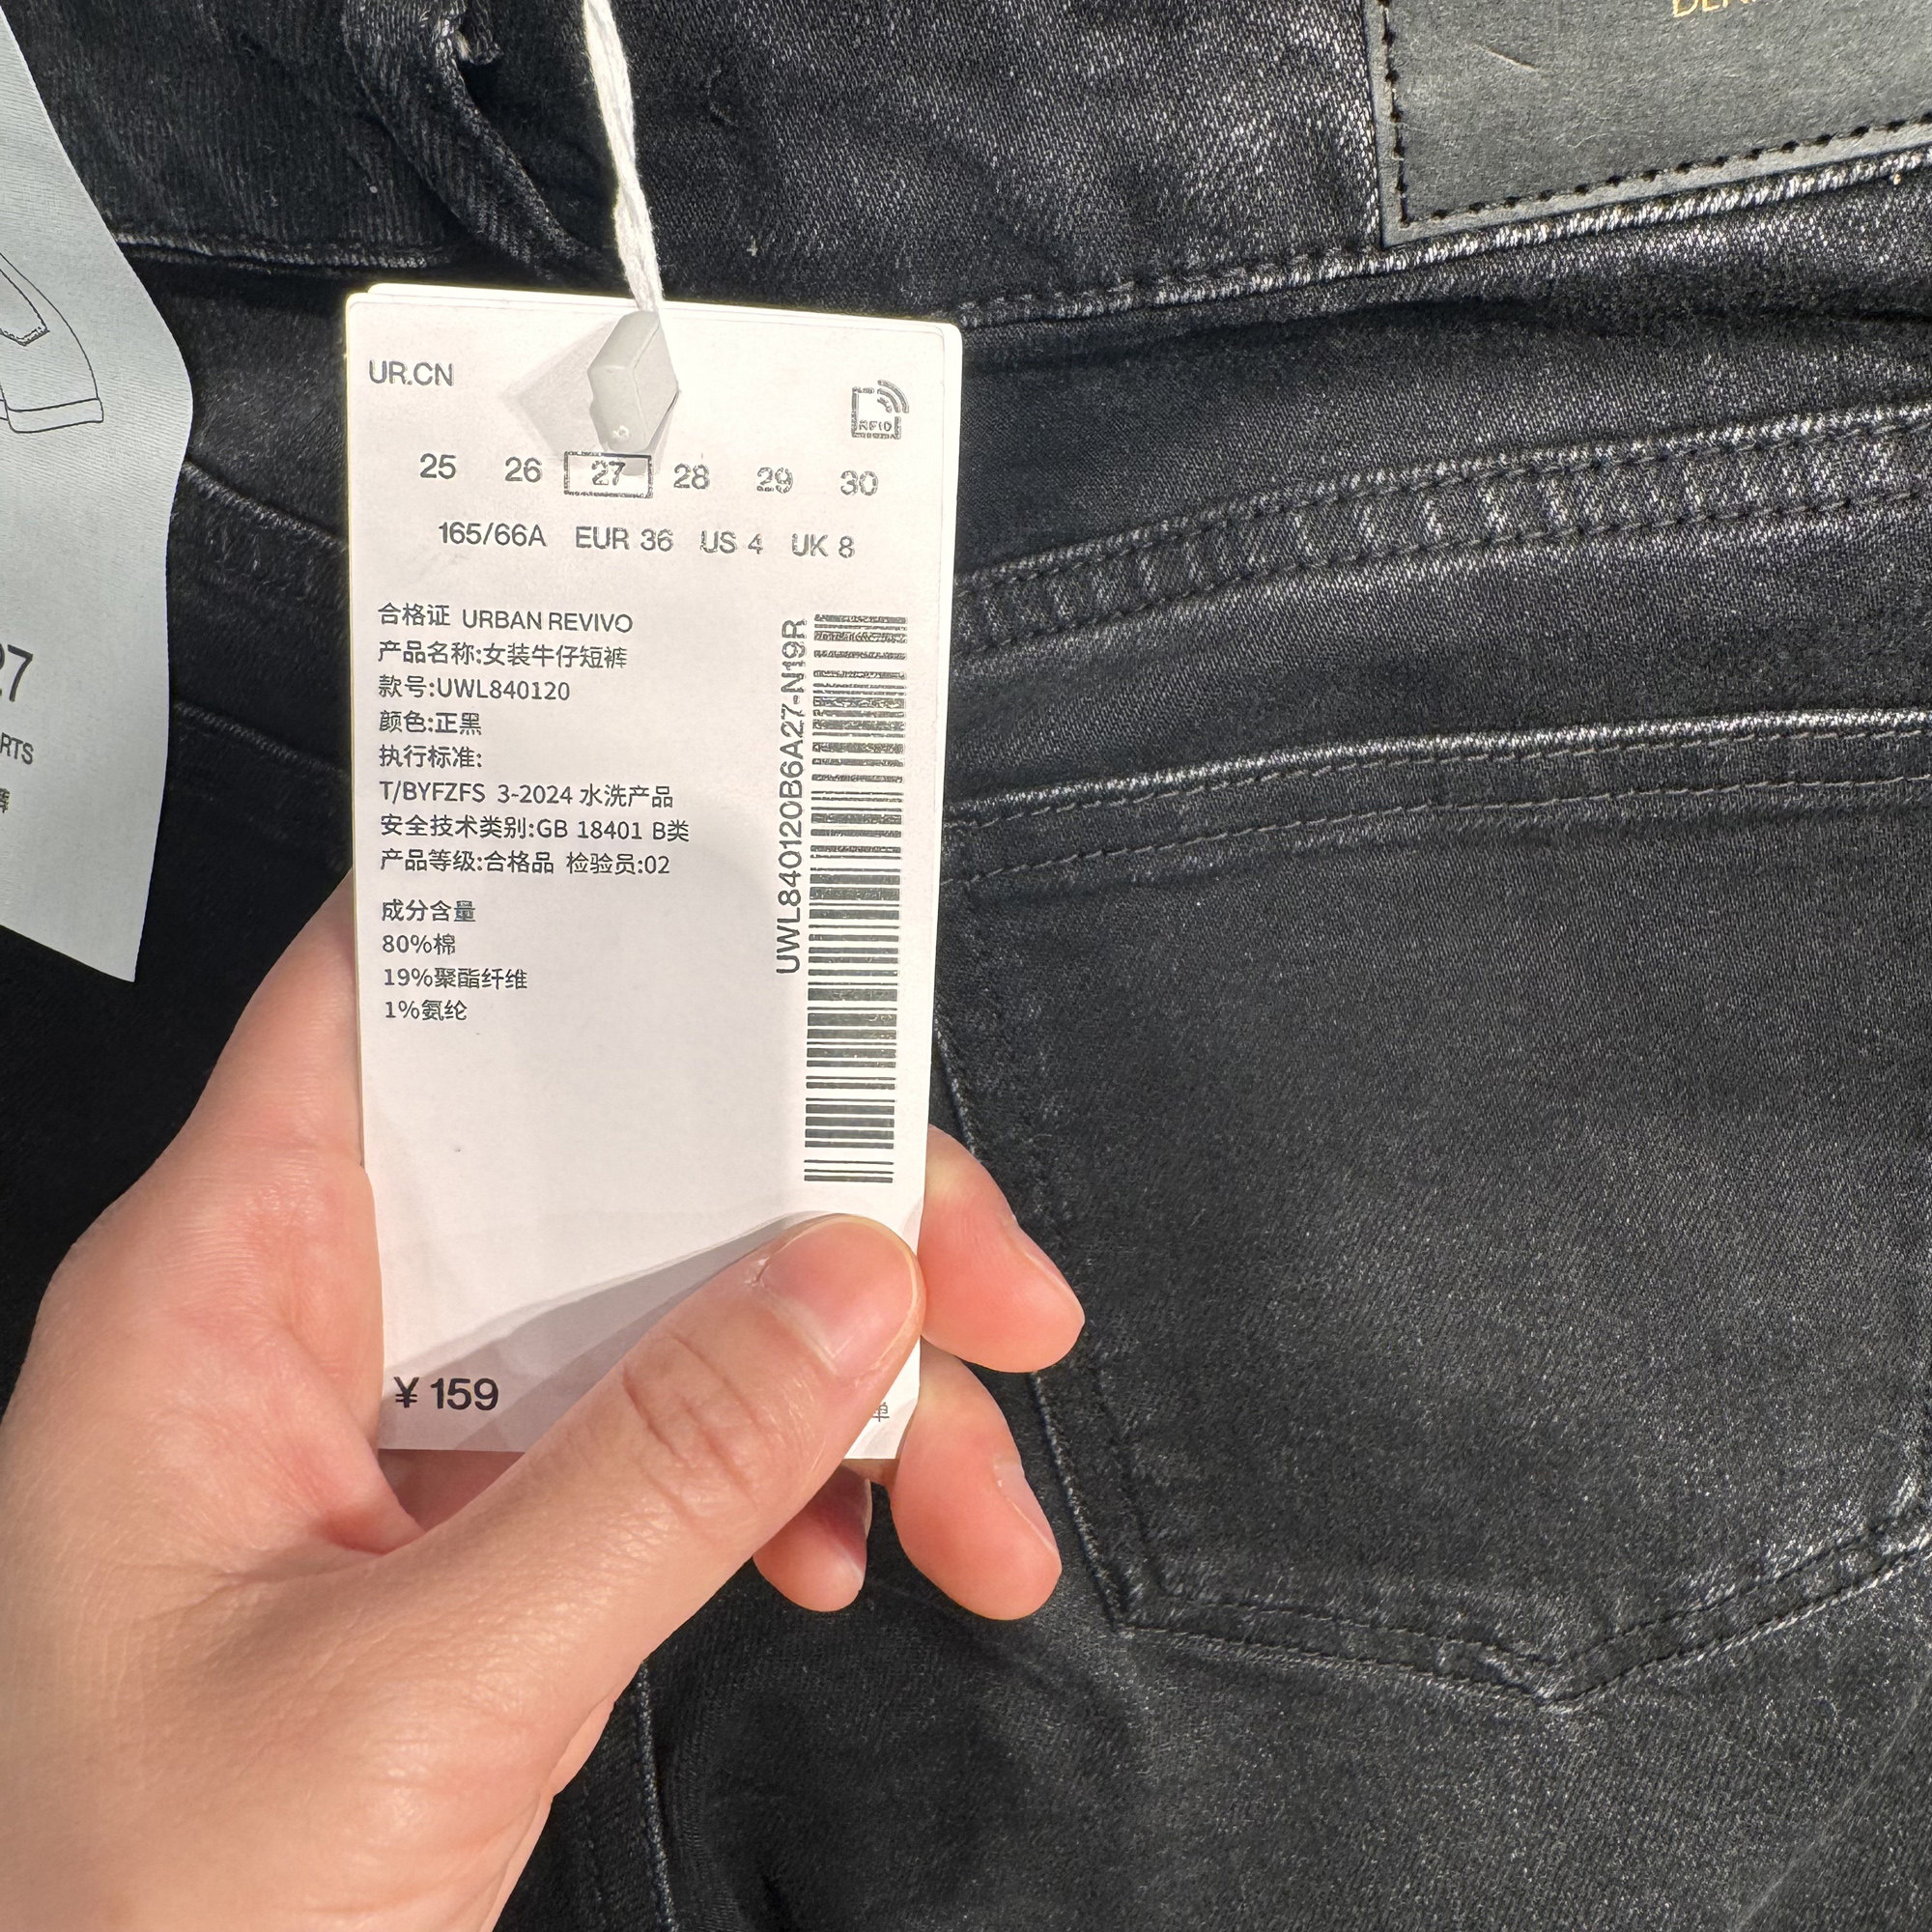 UR.CN
RFID
25 26 27 28 29 30
165/66A EUR 36 US 4 UK 8
合格证 URBAN REVIVO
产品名称:女装牛仔短裤
款号:UWL840120
颜色:正黑
执行标准:
T/BYFZFS 3-2024 水洗产品
安全技术类别:GB 18401 B类
产品等级:合格品 检验员:02
成分含量
80%棉
19%聚酯纤维
1%氨纶
UWL840120B6A27-N19R
¥ 159
单
27
RTS
裤